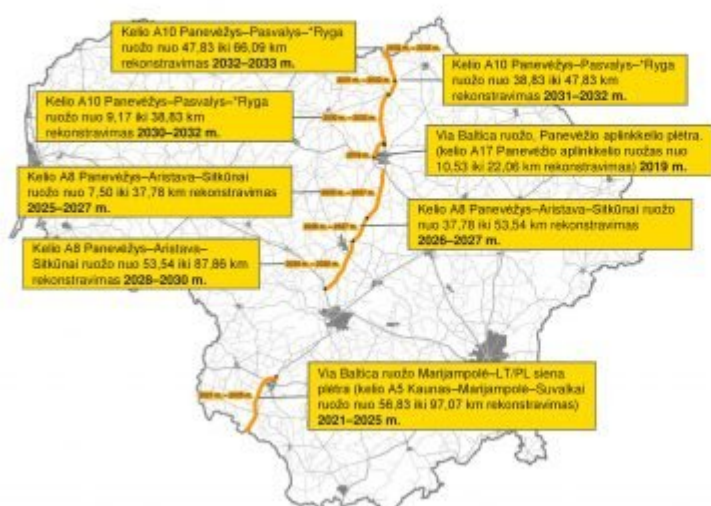 Kelio A10 Panevėžys–Pasvalys–*Ryga
ruožo nuo 47,83 iki 66,09 km
rekonstravimas 2032–2033 m.
Kelio A10 Panevėžys–Pasvalys–*Ryga
ruožo nuo 38,83 iki 47,83 km
rekonstravimas 2031–2032 m.
Kelio A10 Panevėžys–Pasvalys–*Ryga
ruožo nuo 9,17 iki 38,83 km
rekonstravimas 2030–2032 m.
Via Baltica ruožo, Panevėžio aplinkkelio plėtra,
(kelio A17 Panevėžio aplinkkelio ruožas nuo
10,53 iki 22,06 km rekonstravimas) 2019 m.
Kelio A8 Panevėžys–Aristava–Sitkūnai
ruožo nuo 7,50 iki 37,78 km rekonstravimas
2025–2027 m.
Kelio A8 Panevėžys–Aristava–Sitkūnai ruožo
nuo 37,78 iki 53,54 km rekonstravimas
2026–2027 m.
Kelio A8 Panevėžys–Aristava–
Sitkūnai ruožo nuo 53,54 iki 87,86 km
rekonstravimas 2028–2030 m.
Via Baltica ruožo Marijampolė–LT/PL siena
plėtra (kelio A5 Kaunas–Marijampolė–Suvalkai
ruožo nuo 56,83 iki 97,07 km rekonstravimas)
2021–2025 m.